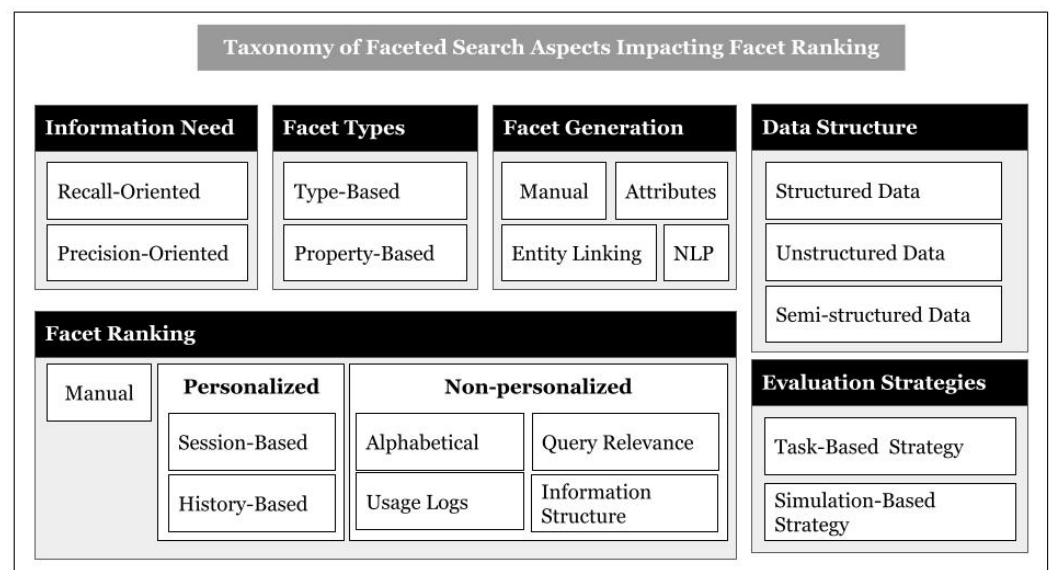 Taxonomy of Faceted Search Aspects Impacting Facet Ranking
Information Need
Recall-Oriented
Precision-Oriented
Facet Types
Type-Based
Property-Based
Facet Generation
Manual
Attributes
Entity Linking
NLP
Data Structure
Structured Data
Unstructured Data
Semi-structured Data
Facet Ranking
Manual
Personalized
Session-Based
History-Based
Non-personalized
Alphabetical
Query Relevance
Usage Logs
Information
Structure
Evaluation Strategies
Task-Based Strategy
Simulation-Based
Strategy